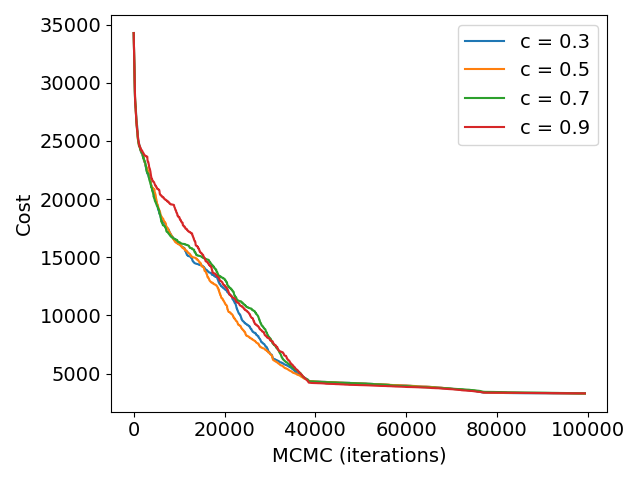 35000
30000
25000
20000
15000
10000
5000
Cost
0 20000 40000 60000 80000 100000
MCMC (iterations)
c = 0.3
c = 0.5
c = 0.7
c = 0.9